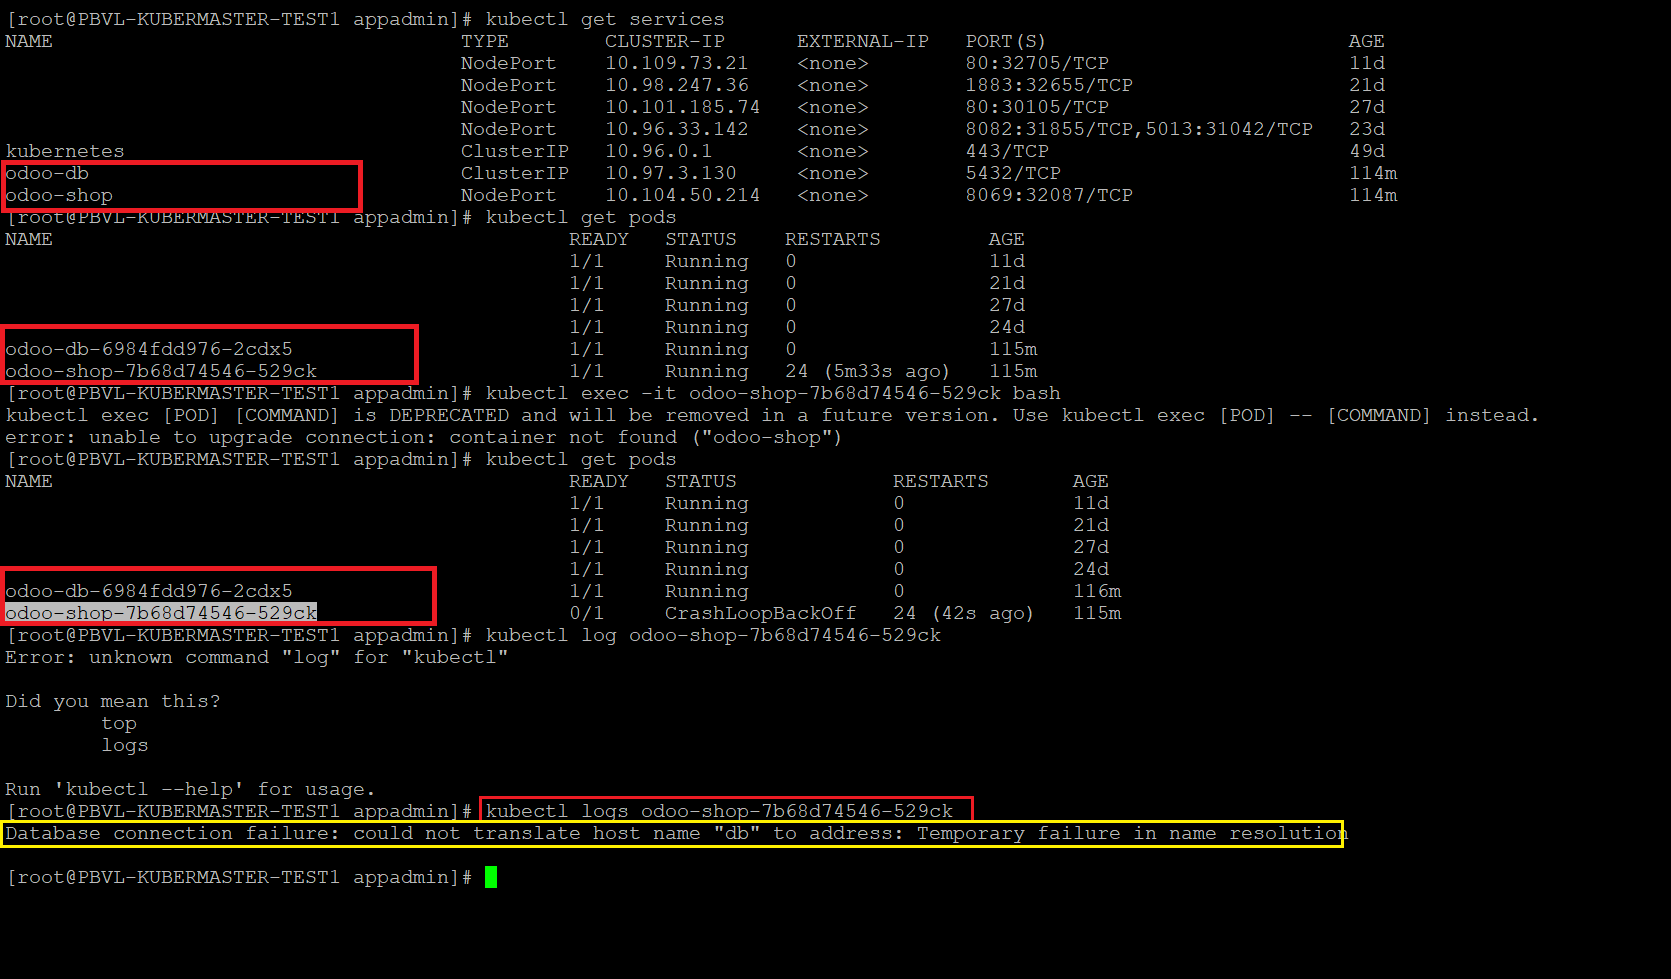 [root@PBVL-KUBERMASTER-TEST1 appadmin]# kubectl get services
NAME TYPE CLUSTER-IP EXTERNAL-IP PORT(S) AGE
NodePort 10.109.73.21 <none> 80:32705/TCP 11d
NodePort 10.98.247.36 <none> 1883:32655/TCP 21d
NodePort 10.101.185.74 <none> 80:30105/TCP 27d
NodePort 10.96.33.142 <none> 8082:31855/TCP,5013:31042/TCP 23d
kubernetes ClusterIP 10.96.0.1 <none> 443/TCP 49d
odoo-db ClusterIP 10.97.3.130 <none> 5432/TCP 114m
odoo-shop NodePort 10.104.50.214 <none> 8069:32087/TCP 114m
[root@PBVL-KUBERMASTER-TEST1 appadmin]# kubectl get pods
NAME READY STATUS RESTARTS AGE
1/1 Running 0 11d
1/1 Running 0 21d
1/1 Running 0 27d
1/1 Running 0 24d
odoo-db-6984fdd976-2cdx5 1/1 Running 0 115m
odoo-shop-7b68d74546-529ck 1/1 Running 24 (5m33s ago) 115m
[root@PBVL-KUBERMASTER-TEST1 appadmin]# kubectl exec -it odoo-shop-7b68d74546-529ck bash
kubectl exec [POD] [COMMAND] is DEPRECATED and will be removed in a future version. Use kubectl exec [POD] -- [COMMAND] instead.
error: unable to upgrade connection: container not found ("odoo-shop")
[root@PBVL-KUBERMASTER-TEST1 appadmin]# kubectl get pods
NAME READY STATUS RESTARTS AGE
1/1 Running 0 11d
1/1 Running 0 21d
1/1 Running 0 27d
1/1 Running 0 24d
odoo-db-6984fdd976-2cdx5 1/1 Running 0 116m
odoo-shop-7b68d74546-529ck 0/1 CrashLoopBackOff 24 (42s ago) 115m
[root@PBVL-KUBERMASTER-TEST1 appadmin]# kubectl log odoo-shop-7b68d74546-529ck
Error: unknown command "log" for "kubectl"
Did you mean this?
top
logs
Run 'kubectl --help' for usage.
[root@PBVL-KUBERMASTER-TEST1 appadmin]# kubectl logs odoo-shop-7b68d74546-529ck
Database connection failure: could not translate host name "db" to address: Temporary failure in name resolution
[root@PBVL-KUBERMASTER-TEST1 appadmin]#